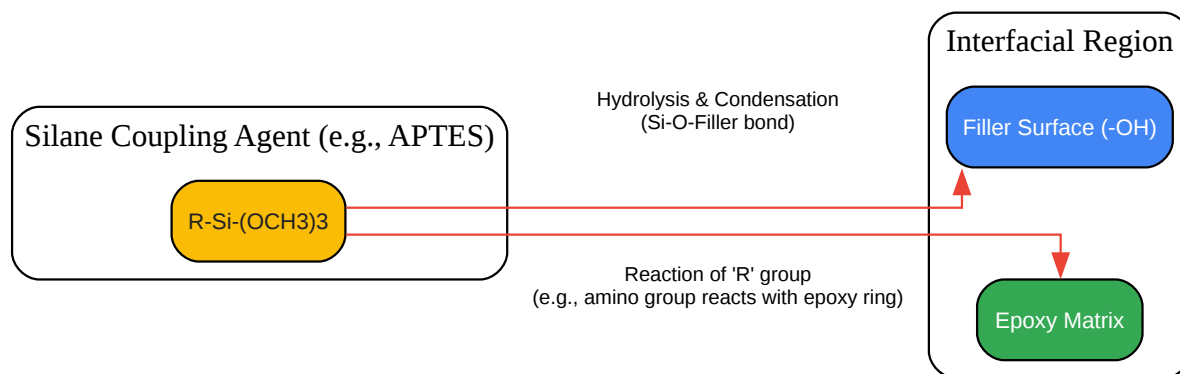 Silane Coupling Agent (e.g., APTES)
R-Si-(OCH3)3
Hydrolysis & Condensation
(Si-O-Filler bond)
Reaction of 'R' group
(e.g., amino group reacts with epoxy ring)
Interfacial Region
Filler Surface (-OH)
Epoxy Matrix